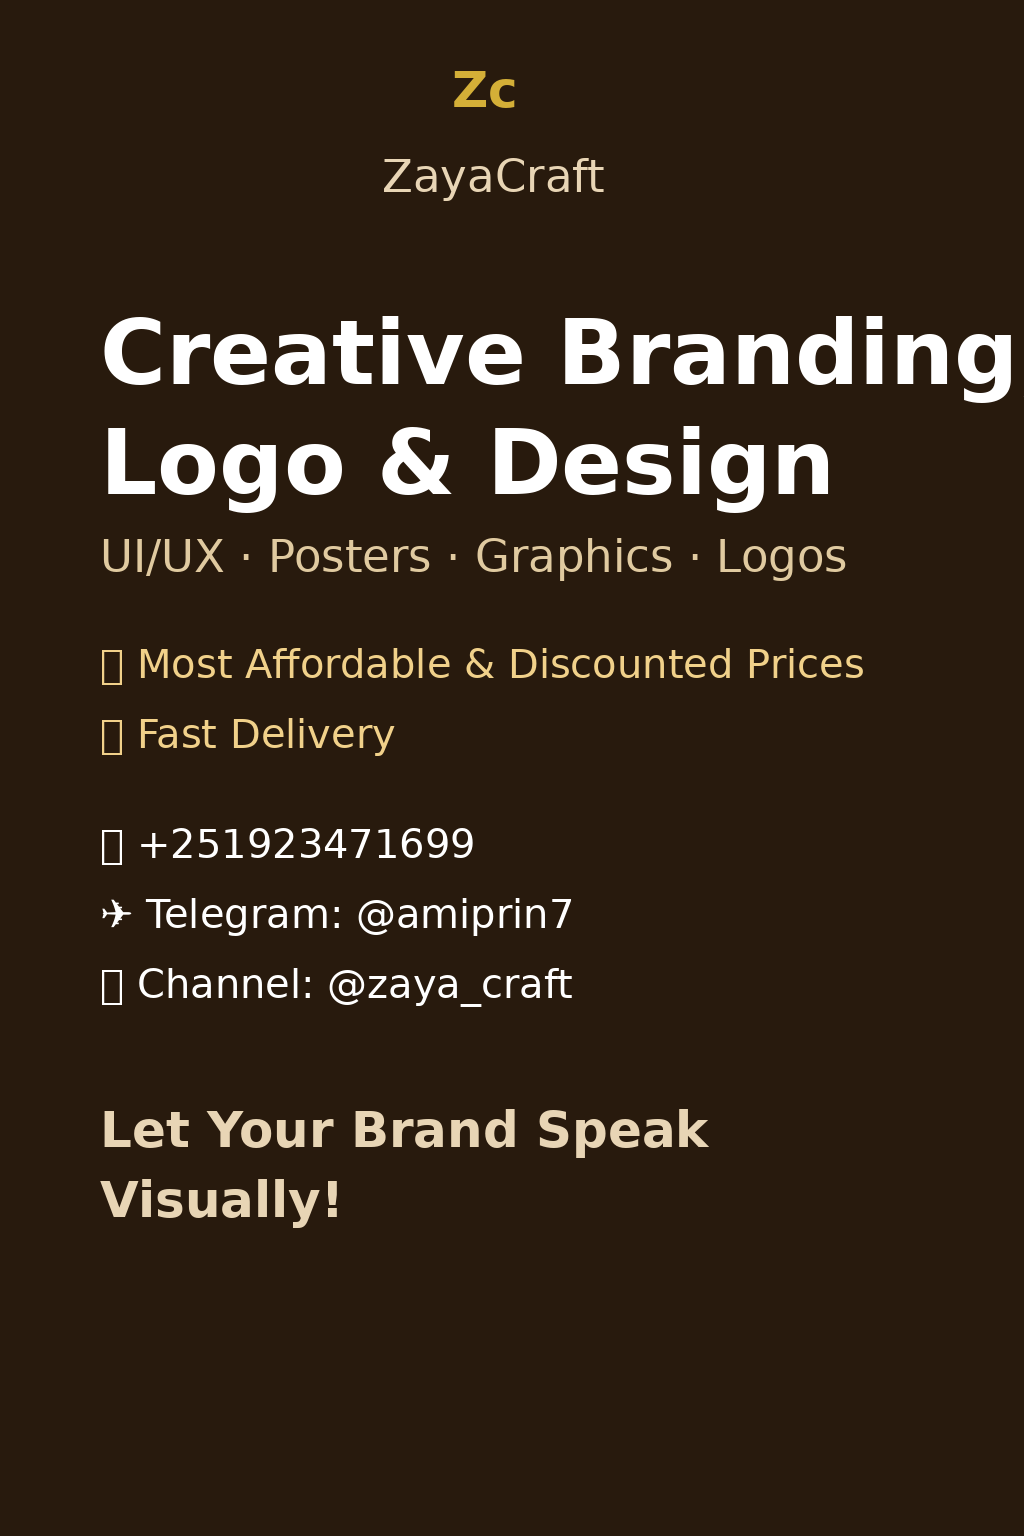 Zc
ZayaCraft
Creative Branding
Logo & Design
UI/UX · Posters · Graphics · Logos
Most Affordable & Discounted Prices
Fast Delivery
+251923471699
✈ Telegram: @amiprin7
Channel: @zaya_craft
Let Your Brand Speak
Visually!